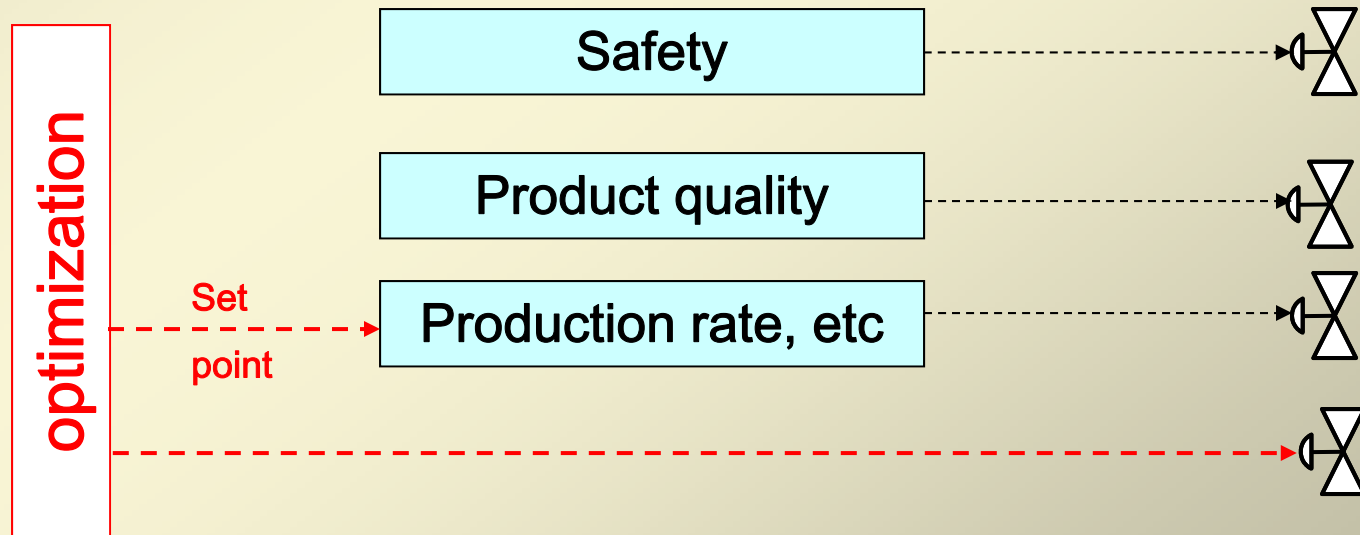 optimization
Safety
Product quality
Set
point
Production rate, etc